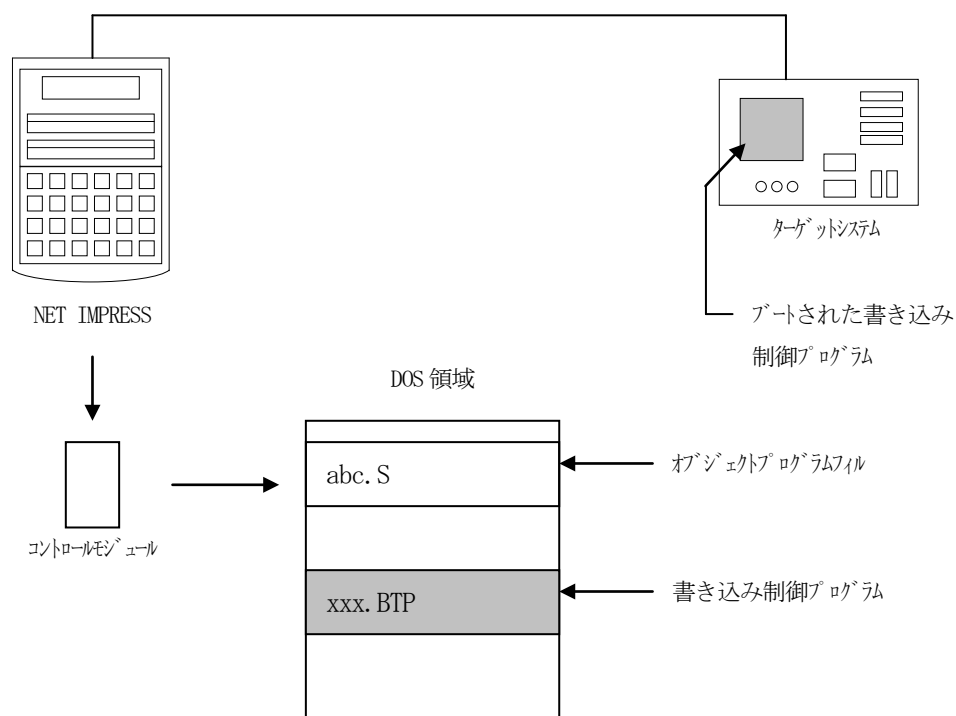 ターゲットシステム
NET IMPRESS
ブートされた書き込み
制御プログラム
DOS 領域
abc.S
オブジェクトプログラムフィル
コントロールモジュール
xxx.BTP
書き込み制御プログラム